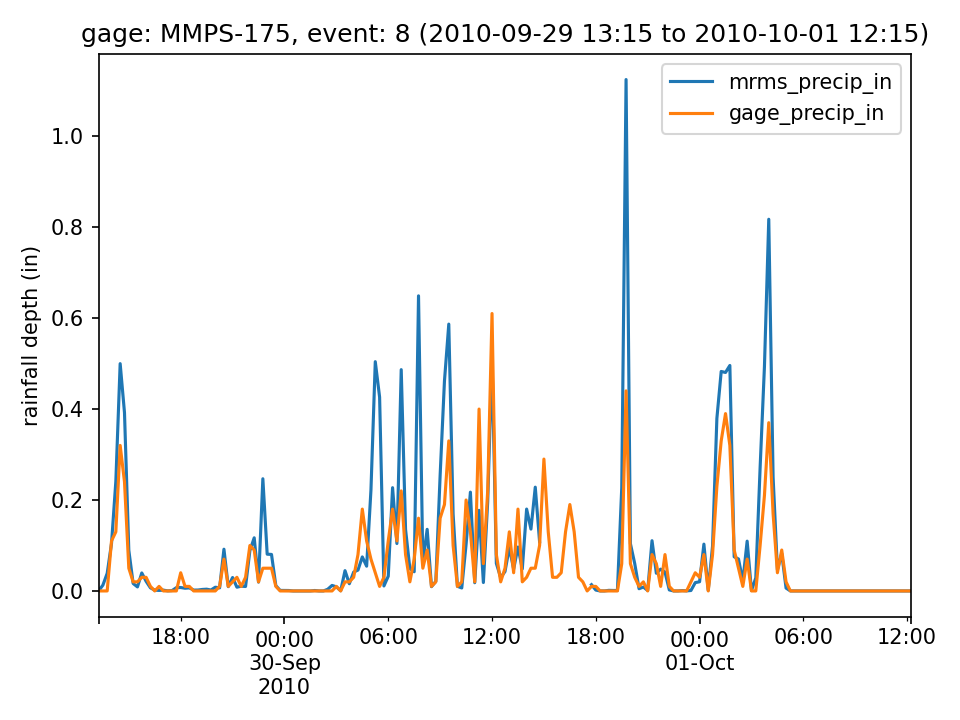 gage: MMPS-175, event: 8 (2010-09-29 13:15 to 2010-10-01 12:15)
mrms_precip_in
gage_precip_in
rainfall depth (in)
1.0
0.8
0.6
0.4
0.2
0.0
18:00 00:00 06:00 12:00 18:00 00:00 06:00 12:00
30-Sep 01-Oct
2010